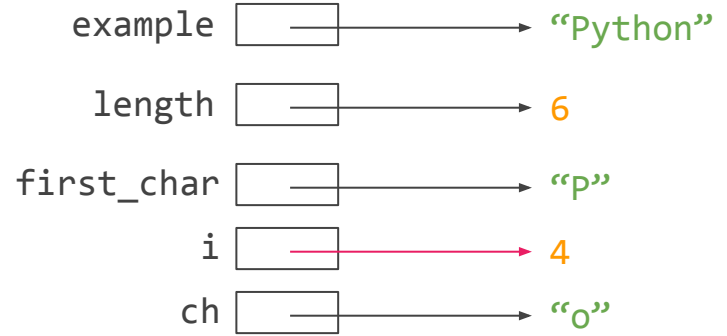 example “Python”
length 6
first_char “P”
i 4
ch “o”